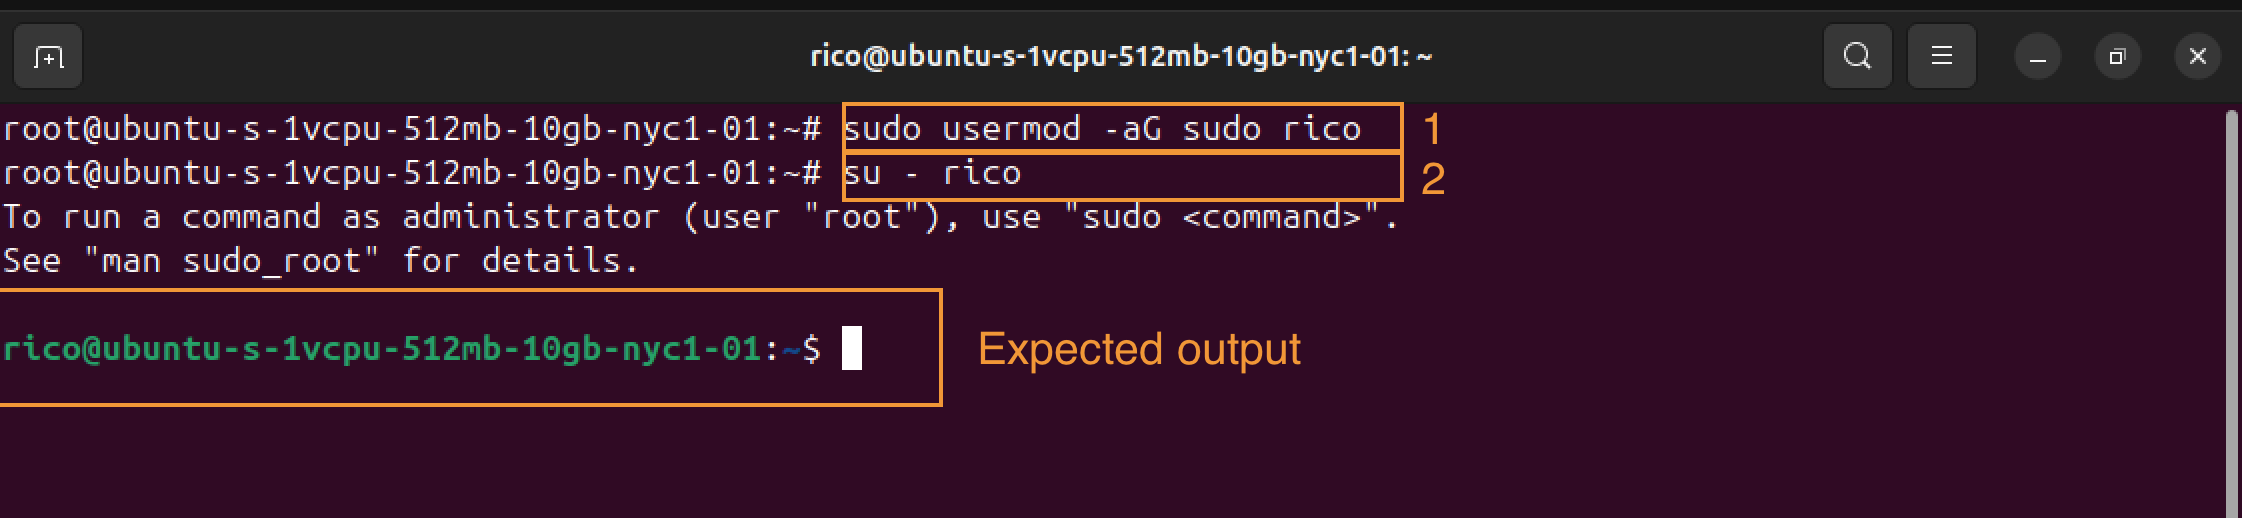 rico@ubuntu-s-1vcpu-512mb-10gb-nyc1-01: ~
root@ubuntu-s-1vcpu-512mb-10gb-nyc1-01:~# sudo usermod -aG sudo rico 1
root@ubuntu-s-1vcpu-512mb-10gb-nyc1-01:~# su - rico 2
To run a command as administrator (user "root"), use "sudo <command>".
See "man sudo_root" for details.
rico@ubuntu-s-1vcpu-512mb-10gb-nyc1-01:~$ Expected output